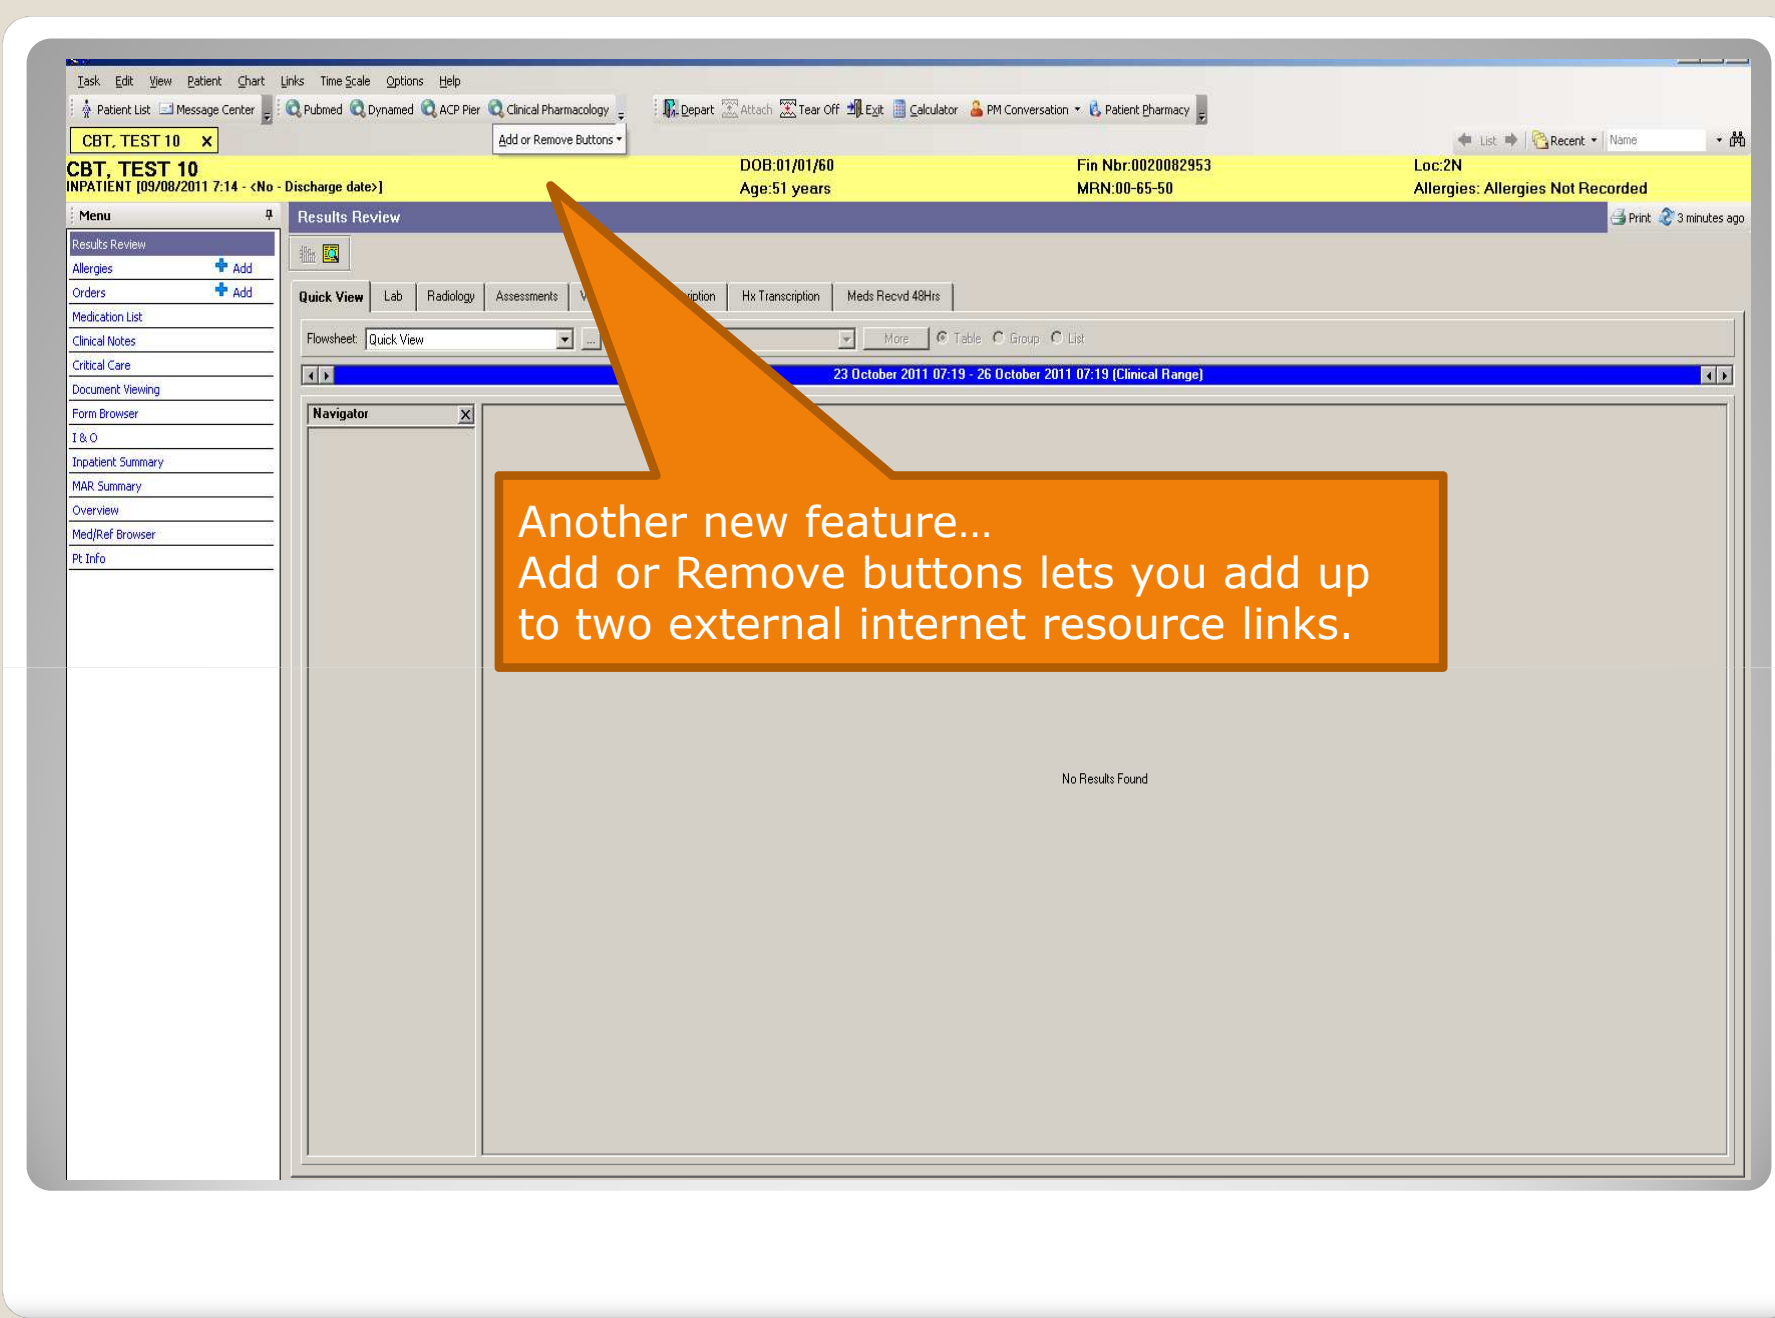 Task Edit View Patient Chart Links Time Scale Options Help
Patient List Message Center Pubmed Dynamed ACP Pier Clinical Pharmacology Depart Attach Tear Off Exit Calculator PM Conversation Patient Pharmacy
CBT, TEST 10 x Add or Remove Buttons List Recent Name
CBT, TEST 10 DOB:01/01/60 Fin Nbr:0020082953 Loc:2N
INPATIENT [09/08/2011 7:14 - <No - Discharge date>] Age:51 years MRN:00-65-50 Allergies: Allergies Not Recorded
Menu Results Review Print 3 minutes ago
Results Review
Allergies Add
Orders Add
Medication List
Clinical Notes
Critical Care
Document Viewing
Form Browser
I & O
Inpatient Summary
MAR Summary
Overview
Med/Ref Browser
Pt Info
Quick View Lab Radiology Assessments Hx Transcription Meds Recvd 48Hrs
Flowsheet: Quick View ... More Table Group List
23 October 2011 07:19 - 26 October 2011 07:19 (Clinical Range)
Navigator
Another new feature…
Add or Remove buttons lets you add up
to two external internet resource links.
No Results Found